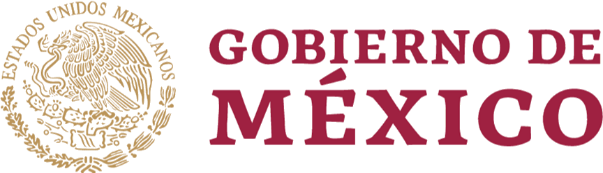 ESTADOS UNIDOS MEXICANOS
GOBIERNO DE
MÉXICO